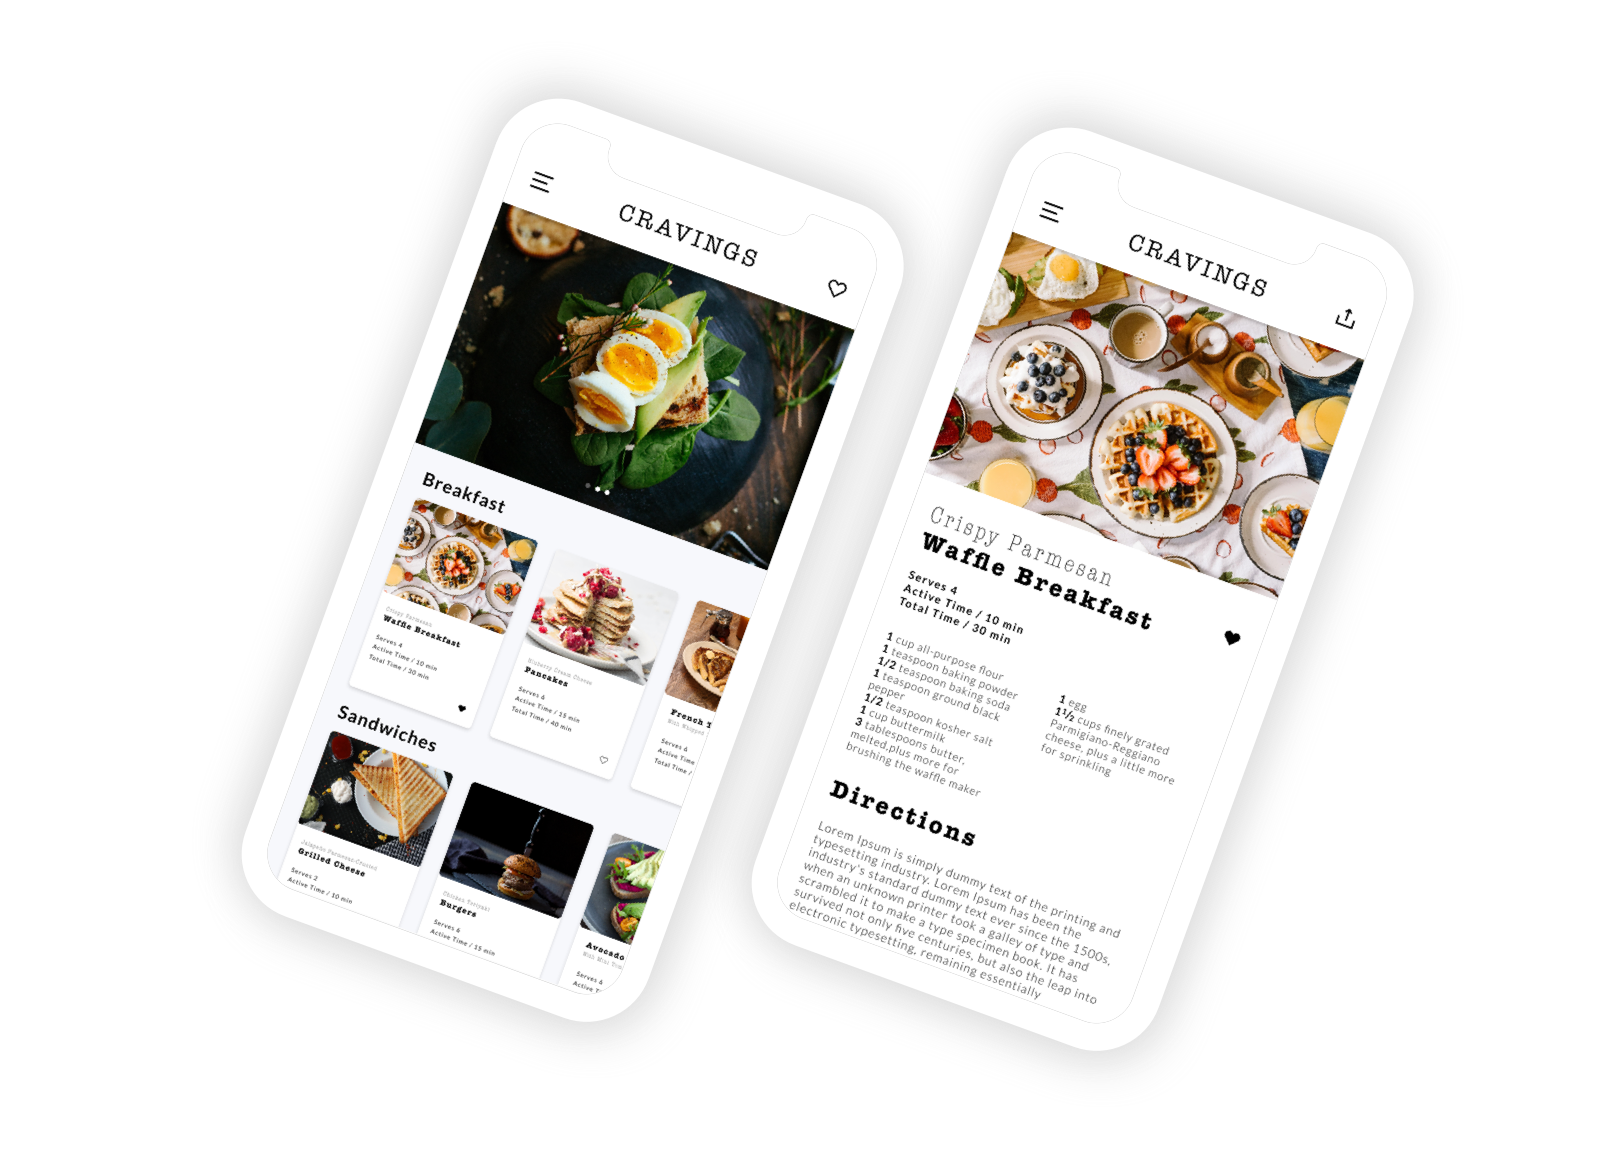 CRAVINGS
Breakfast
Crispy Parmesan
Waffle Breakfast
Serves 4
Active Time / 10 min
Total Time / 30 min
Blueberry Cream Cheese
Pancakes
Serves 6
Active Time / 15 min
Total Time / 40 min
French T
With Whipped
Serves 6
Active Time
Total Time /
Sandwiches
Jalapeño Parmesan-Crusted
Grilled Cheese
Serves 2
Active Time / 10 min
Chicken Teriyaki
Burgers
Serves 6
Active Time / 15 min
Avocado
With Mint
Serves 6
Active T
CRAVINGS
Crispy Parmesan
Waffle Breakfast
Serves 4
Active Time / 10 min
Total Time / 30 min
1 cup all-purpose flour
1 teaspoon baking powder
1/2 teaspoon baking soda
1 teaspoon ground black
pepper
1/2 teaspoon kosher salt
1 cup buttermilk
3 tablespoons butter,
melted,plus more for
brushing the waffle maker
1 egg
1½ cups finely grated
Parmigiano-Reggiano
cheese, plus a little more
for sprinkling
Directions
Lorem Ipsum is simply dummy text of the printing and
typesetting industry. Lorem Ipsum has been the
industry's standard dummy text ever since the 1500s,
when an unknown printer took a galley of type and
scrambled it to make a type specimen book. It has
survived not only five centuries, but also the leap into
electronic typesetting, remaining essentially